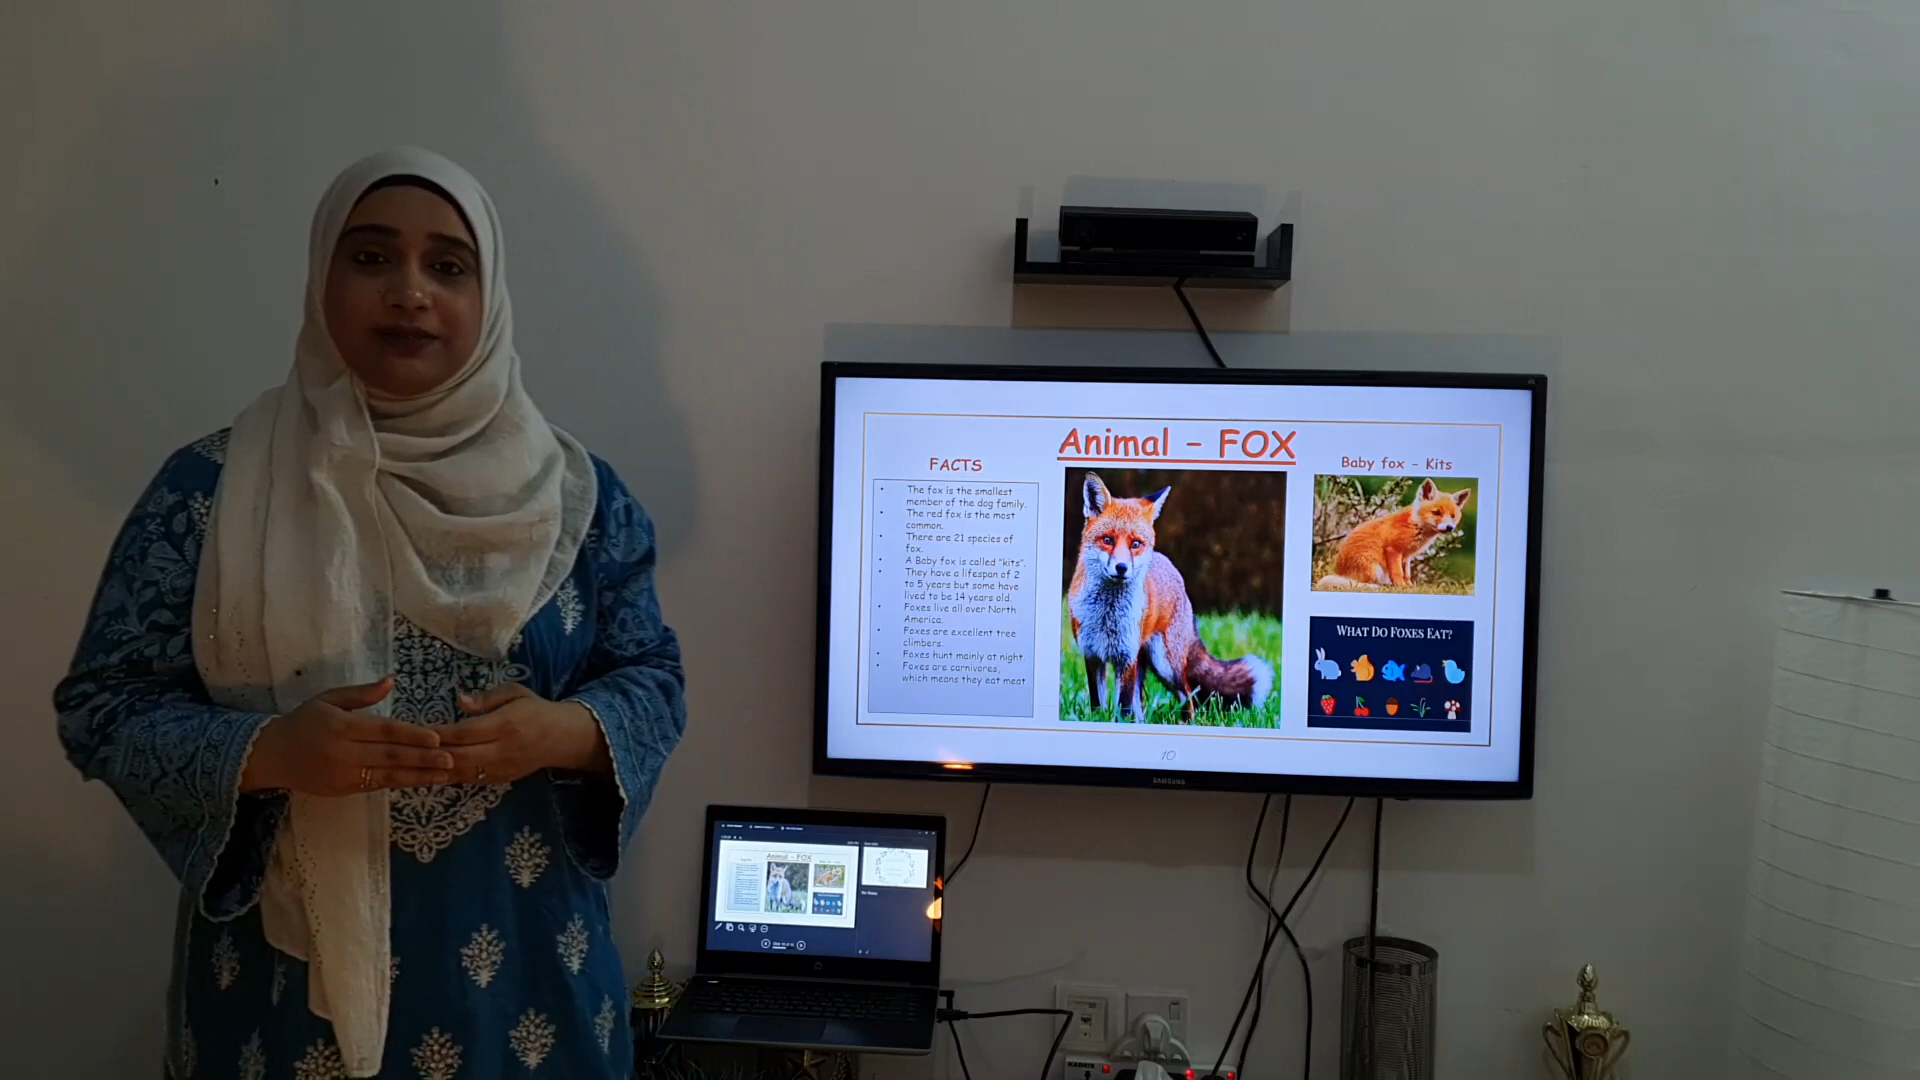 Animal - FOX
FACTS
• The fox is the smallest
member of the dog family.
• The red fox is the most
common.
• There are 21 species of
fox.
• A Baby fox is called "kits".
• They have a lifespan of 2
to 5 years but some have
lived to be 14 years old.
• Foxes live all over North
America.
• Foxes are excellent tree
climbers.
• Foxes hunt mainly at night.
• Foxes are carnivores,
which means they eat meat
Baby fox - Kits
WHAT DO FOXES EAT?
10
SAMSUNG
Animal - FOX